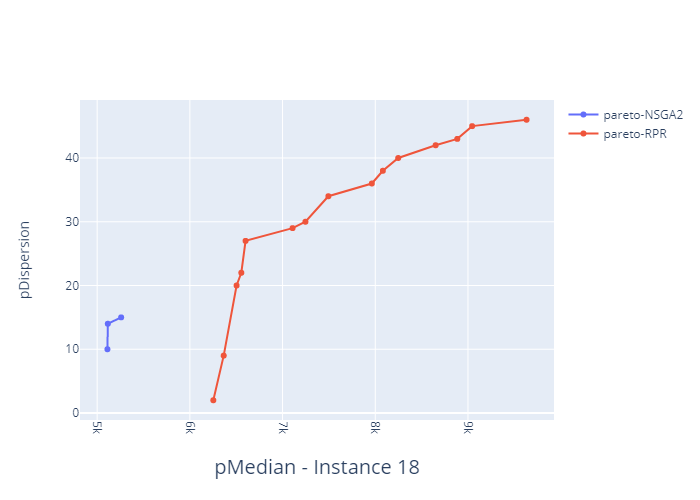 pareto-NSGA2
pareto-RPR
pDispersion
40
30
20
10
0
5k
6k
7k
8k
9k
pMedian - Instance 18